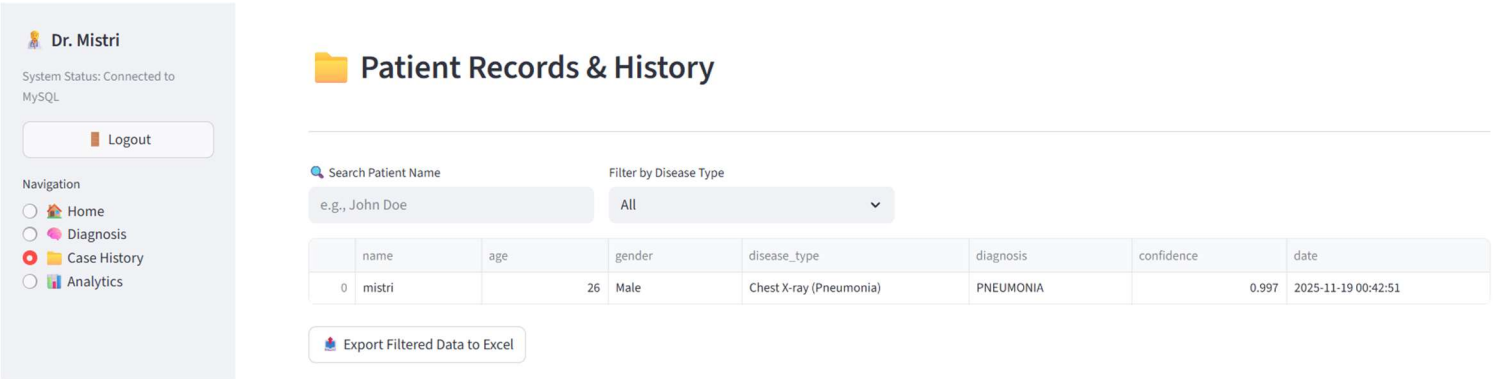 Dr. Mistri
System Status: Connected to
MySQL
Logout
Navigation
Home
Diagnosis
Case History
Analytics
Patient Records & History
Search Patient Name
Filter by Disease Type
e.g., John Doe
All
name age gender disease_type diagnosis confidence date
0 mistri 26 Male Chest X-ray (Pneumonia) PNEUMONIA 0.997 2025-11-19 00:42:51
Export Filtered Data to Excel